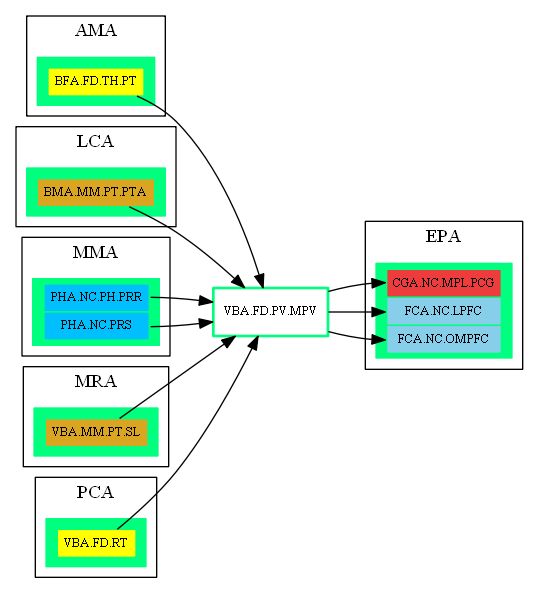 AMA
BFA.FD.TH.PT
LCA
BMA.MM.PT.PTA
MMA
PHA.NC.PH.PRR
PHA.NC.PRS
MRA
VBA.MM.PT.SL
PCA
VBA.FD.RT
VBA.FD.PV.MPV
EPA
CGA.NC.MPL.PCG
FCA.NC.LPFC
FCA.NC.OMPFC